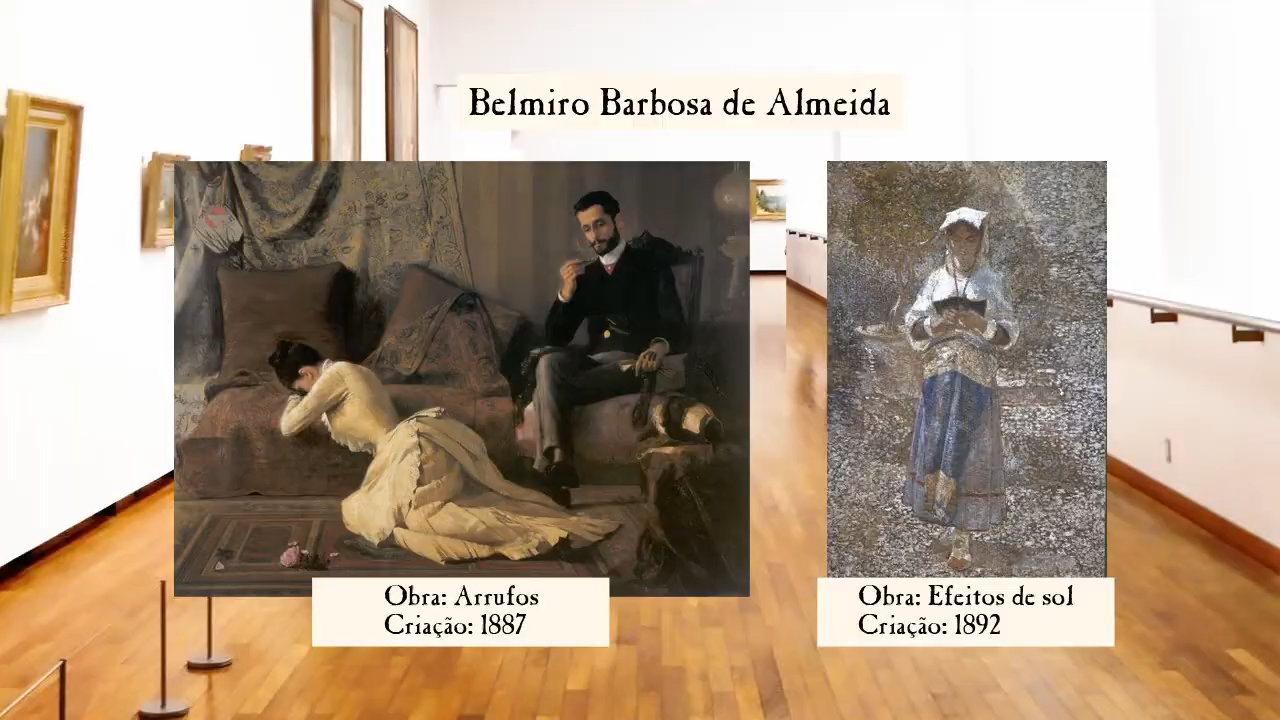 Belmiro Barbosa de Almeida
Obra: Arrufos
Criação: 1887
Obra: Efeitos de sol
Criação: 1892